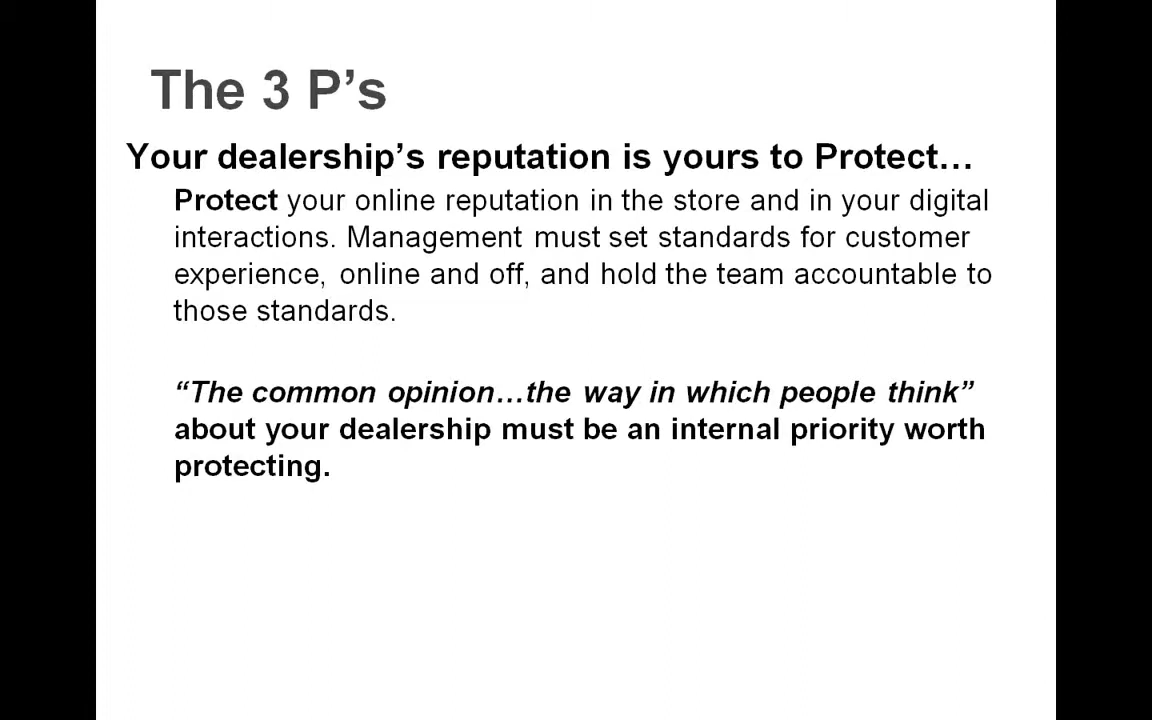 The 3 P’s
Your dealership’s reputation is yours to Protect…
Protect your online reputation in the store and in your digital
interactions. Management must set standards for customer
experience, online and off, and hold the team accountable to
those standards.
“The common opinion…the way in which people think”
about your dealership must be an internal priority worth
protecting.